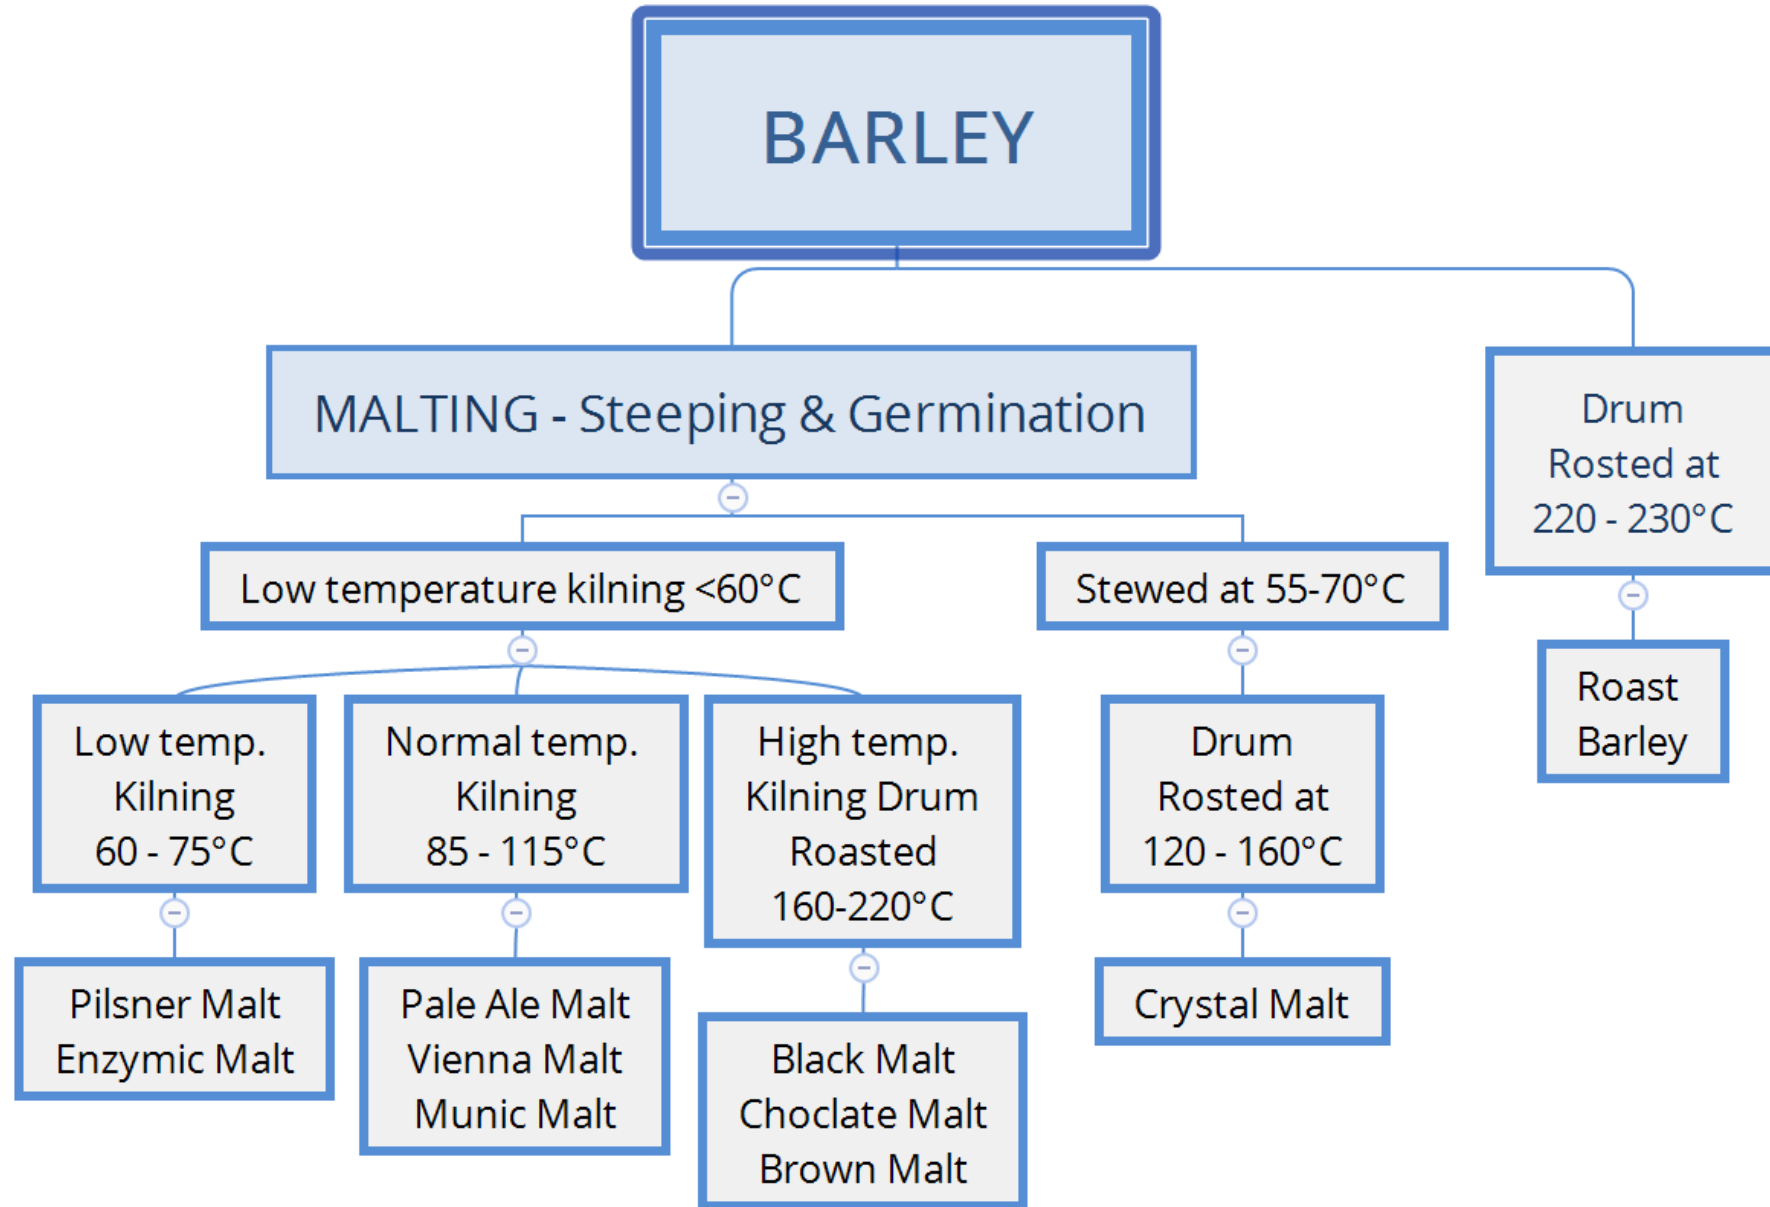 BARLEY
MALTING - Steeping & Germination
Drum
Rosted at
220 - 230°C
Low temperature kilning <60°C
Stewed at 55-70°C
Roast
Barley
Low temp.
Kilning
60 - 75°C
Normal temp.
Kilning
85 - 115°C
High temp.
Kilning Drum
Roasted
160-220°C
Drum
Rosted at
120 - 160°C
Pilsner Malt
Enzymic Malt
Pale Ale Malt
Vienna Malt
Munic Malt
Black Malt
Choclate Malt
Brown Malt
Crystal Malt